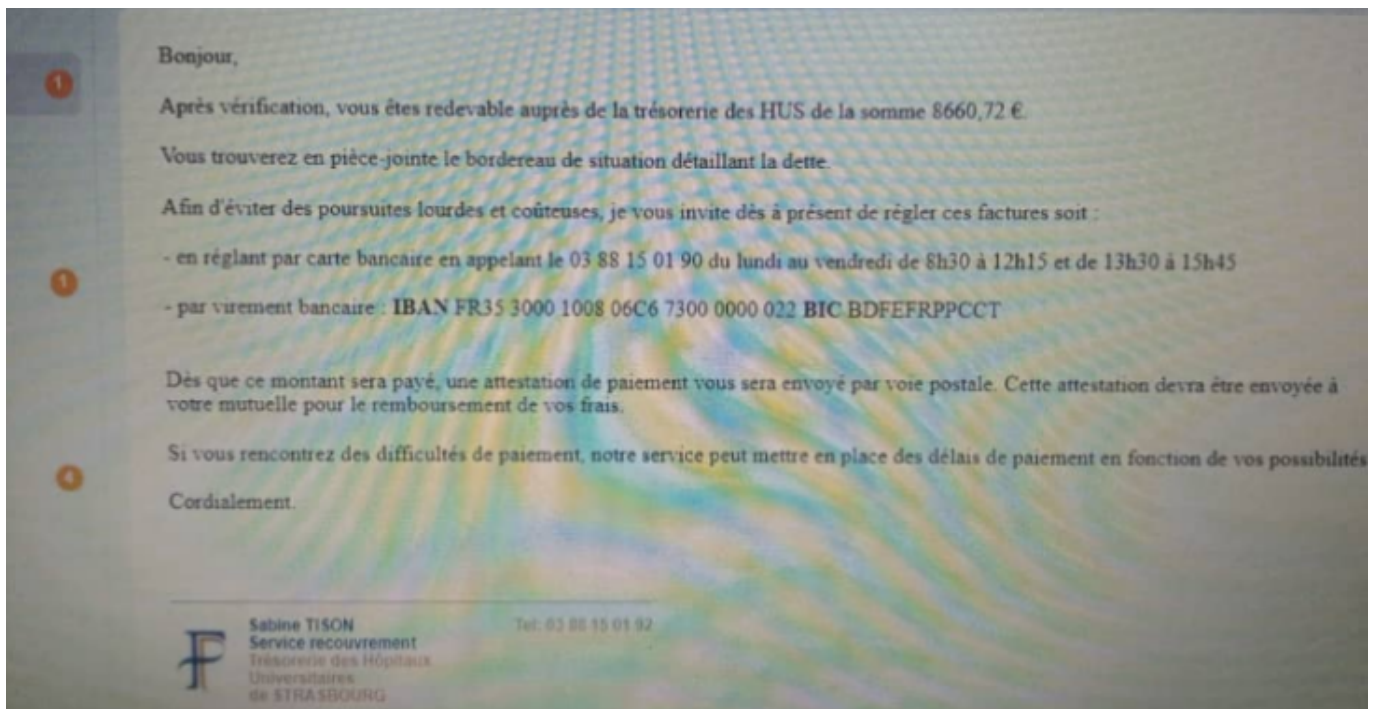 Bonjour,
1
Après vérification, vous êtes redevable auprès de la trésorerie des HUS de la somme 8660,72 €.
Vous trouverez en pièce-jointe le bordereau de situation détaillant la dette.
Afin d'éviter des poursuites lourdes et coûteuses, je vous invite dès à présent de régler ces factures soit :
- en réglant par carte bancaire en appelant le 03 88 15 01 90 du lundi au vendredi de 8h30 à 12h15 et de 13h30 à 15h45
1
- par virement bancaire : IBAN FR35 3000 1008 06C6 7300 0000 022 BIC BDFEFRPPCCT
Dès que ce montant sera payé, une attestation de paiement vous sera envoyé par voie postale. Cette attestation devra être envoyée à
votre mutuelle pour le remboursement de vos frais.
Si vous rencontrez des difficultés de paiement, notre service peut mettre en place des délais de paiement en fonction de vos possibilités
4
Cordialement.
Sabine TISON Tel: 03 88 15 01 92
Service recouvrement
Trésorerie des Hôpitaux
Universitaires
de STRASBOURG